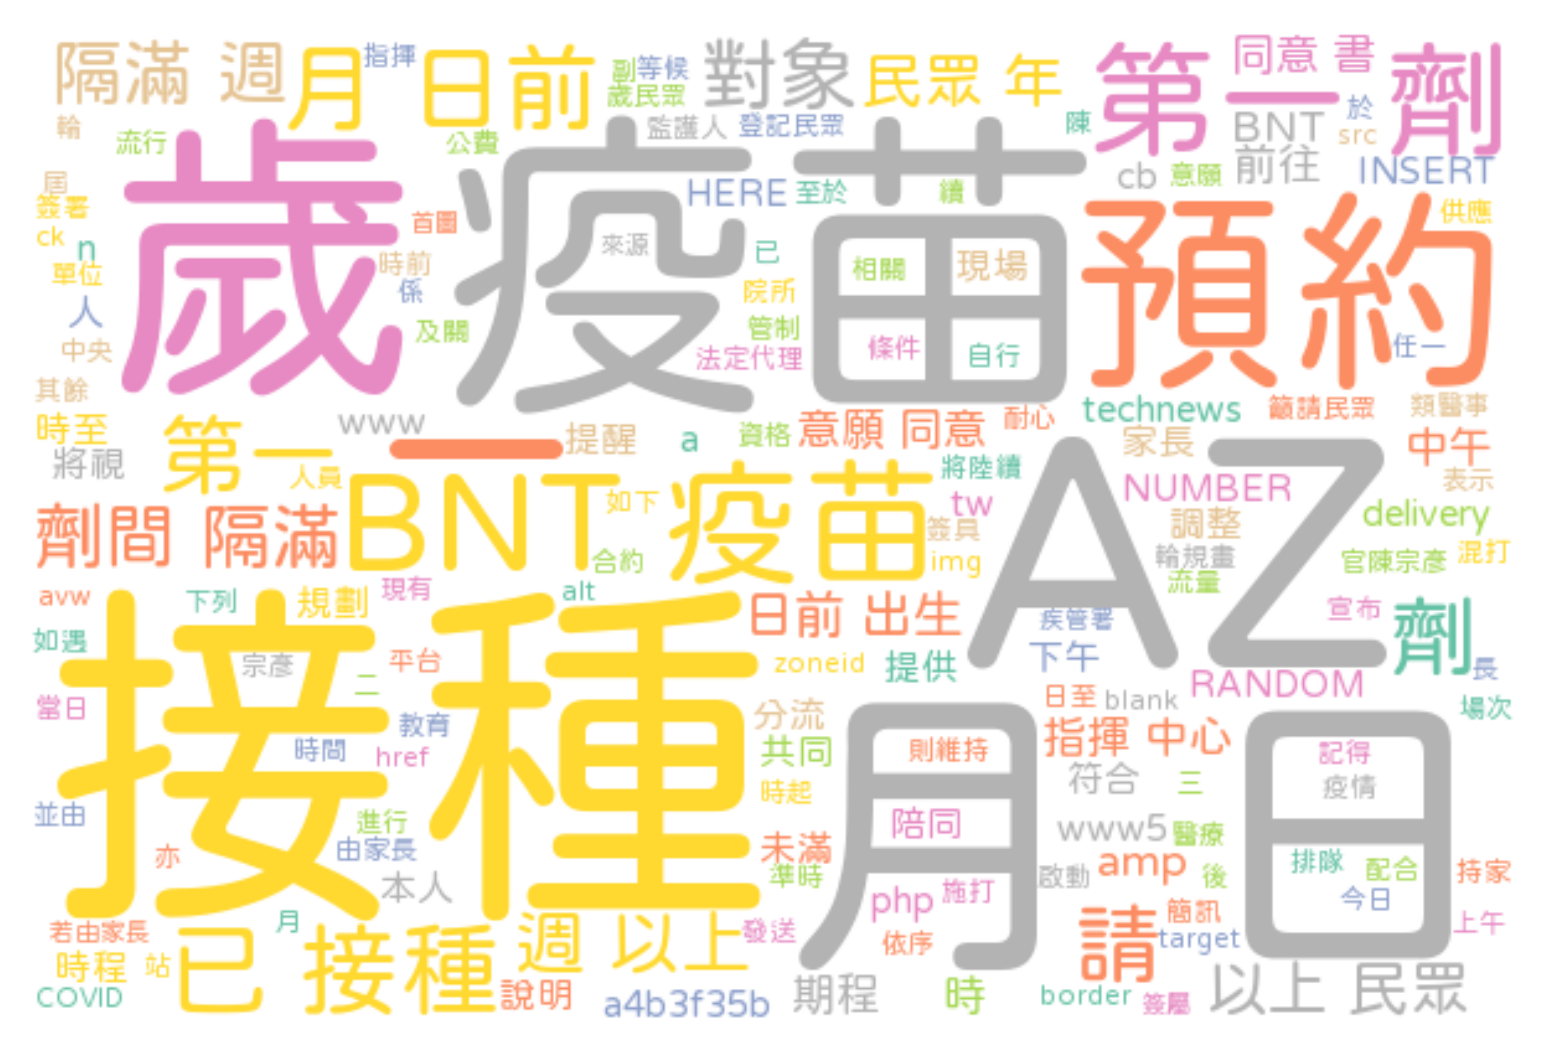 隔滿 週
月
指揮
日前
副
等候
歲民眾
對象
民眾 年
第一劑
同意 書
BNT
於
src
前往
cb
意願
INSERT
輪
流行
公費
監護人
登記民眾
陳
歲
疫苗
HERE
至於
續
預約
供應
屆
簽署
ck
n
單位
首圖
時前
係
來源
已
院所
相關
現場
人
中央
及關
管制
法定代理
條件
自行
任一
其餘
時至
www
一
提醒
a
資格
意願 同意
耐心
technews
籲請民眾
類醫事
將視
第一
人員
家長
中午
將陸續
AZ
表示
劑間 隔滿
BNT 疫苗
如下
tw
簽具
img
NUMBER
調整
delivery
合約
輪規畫
流量
官陳宗彥
混打
avw
下列
規劃
現有
alt
日前 出生
疾管署
宣布
劑
如遇
接種
宗彥
平台
zoneid
提供
下午
RANDOM
長
二
當日
教育
時間
href
分流
共同
月日
日至
blank
場次
指揮 中心
則維持
記得
疫情
符合
三
時起
並由
進行
由家長
陪同
www5
醫療
亦
本人
未滿
準時
啟動
amp
後
排隊
配合
持家
php
施打
今日
若由家長
月
已 接種
週 以上
發送
依序
請
簡訊
target
上午
時程
站
COVID
說明
a4b3f35b
期程
時
border
簽屬
以上 民眾